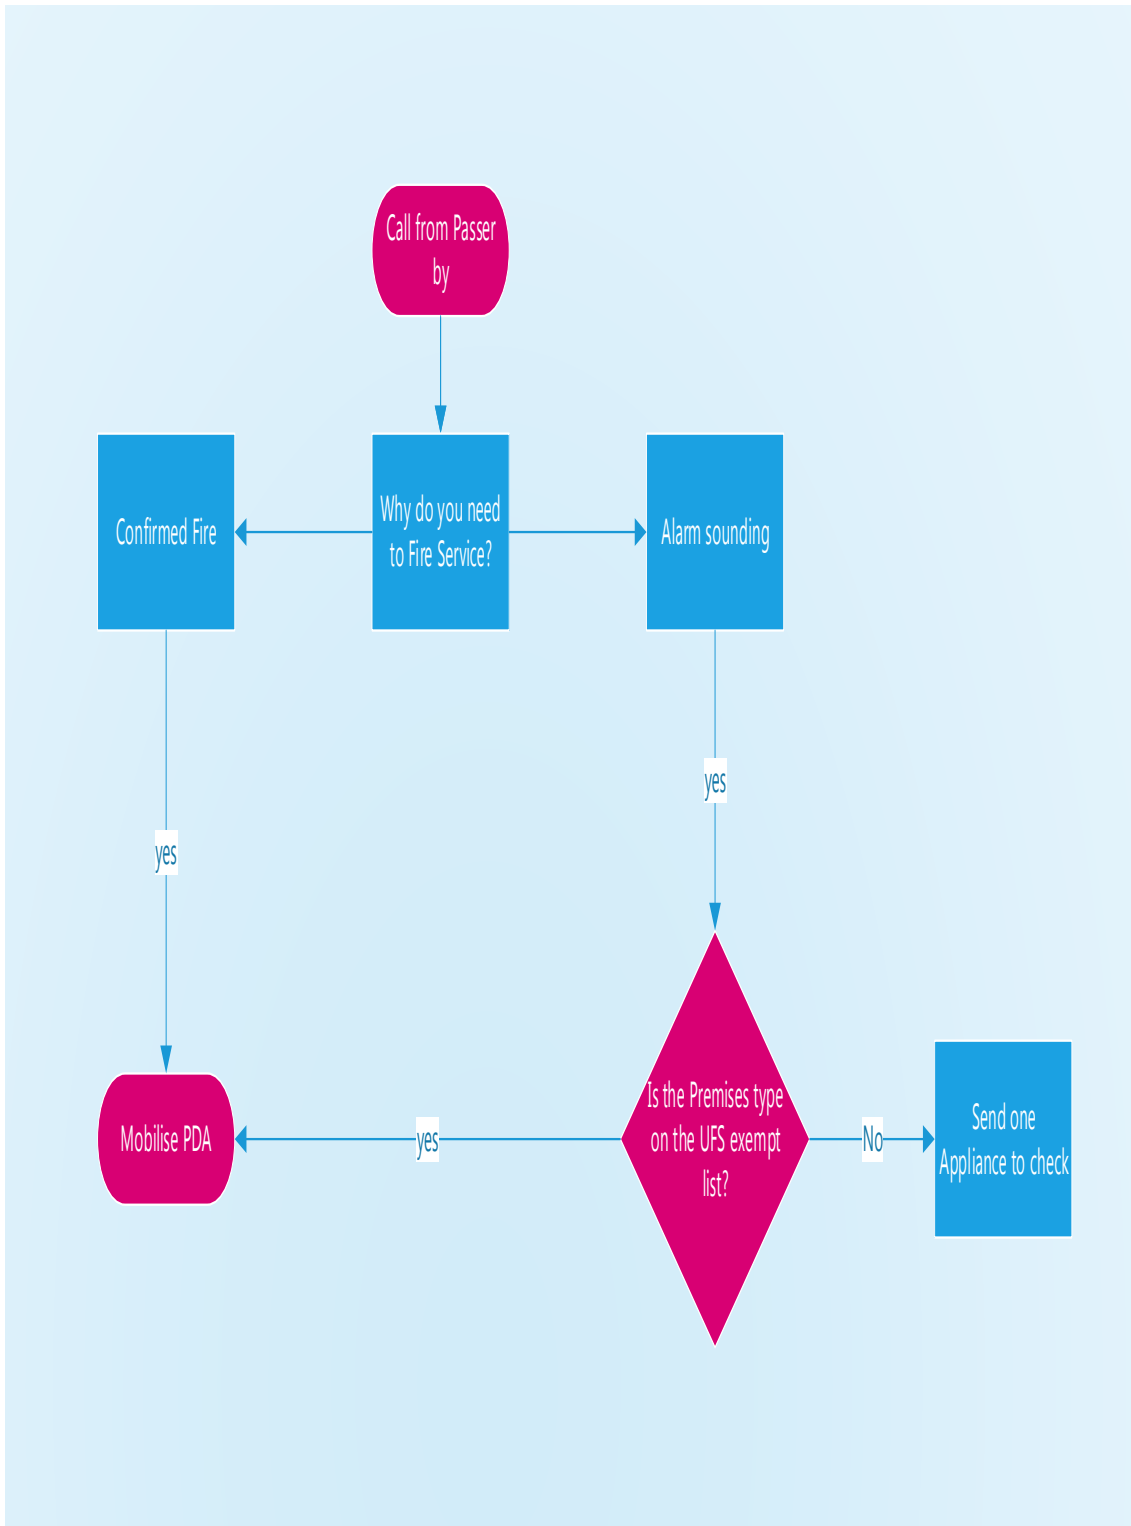 Call from Passer
by
Confirmed Fire
Why do you need
to Fire Service?
Alarm sounding
yes
yes
Mobilise PDA
yes
Is the Premises type
on the UFS exempt
list?
No
Send one
Appliance to check